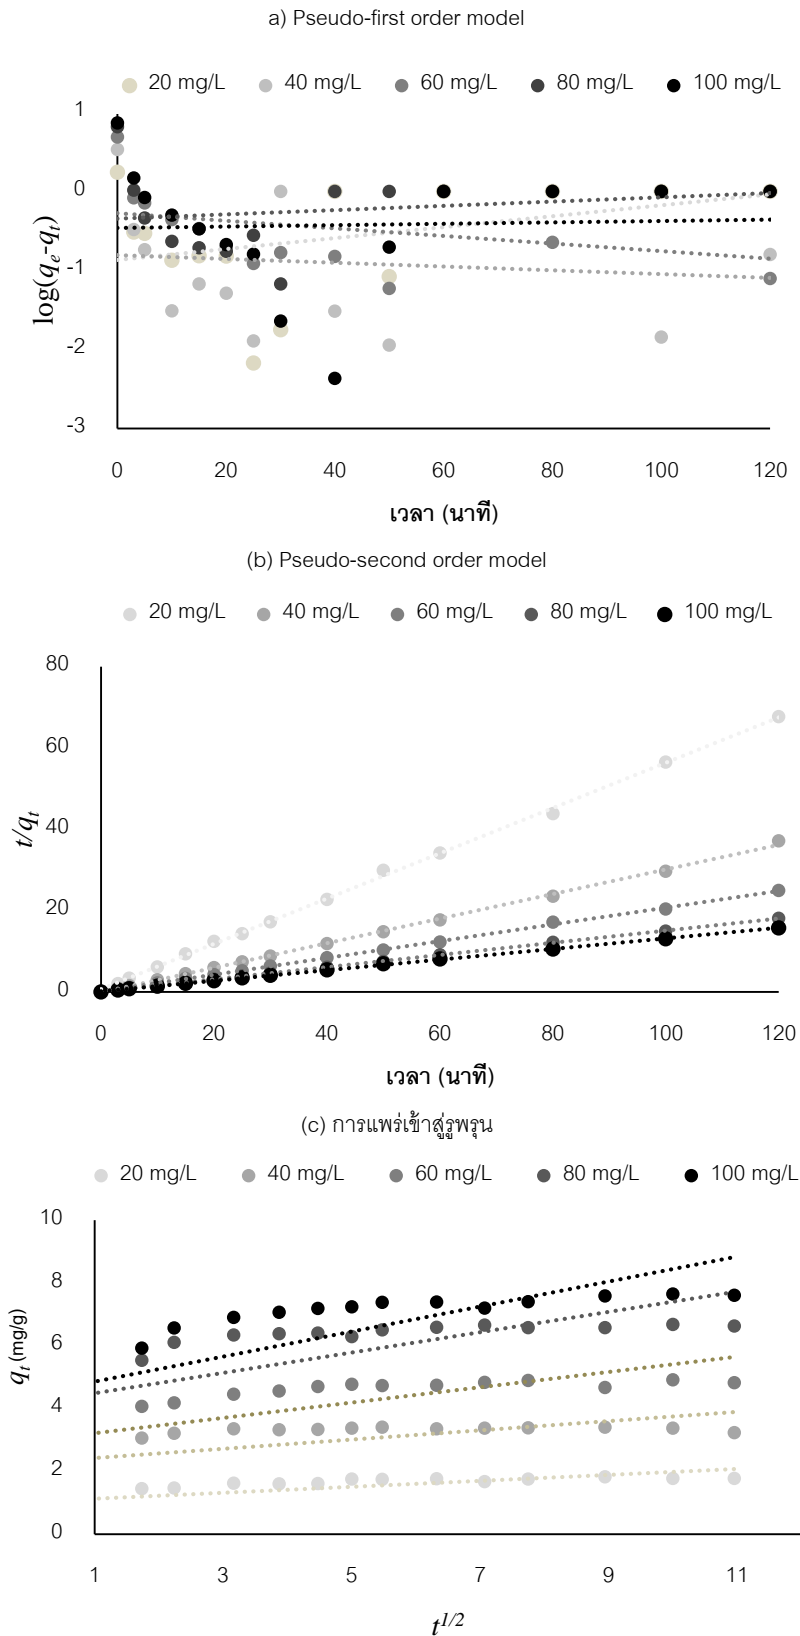 a) Pseudo-first order model
20 mg/L 40 mg/L 60 mg/L 80 mg/L 100 mg/L
1
0
-1
-2
-3
log(qe-qt)
0 20 40 60 80 100 120
เวลา (นาที)
(b) Pseudo-second order model
20 mg/L 40 mg/L 60 mg/L 80 mg/L 100 mg/L
80
60
40
20
0
t/qt
0 20 40 60 80 100 120
เวลา (นาที)
(c) การแพร่เข้าสู่รูพรุน
20 mg/L 40 mg/L 60 mg/L 80 mg/L 100 mg/L
10
8
6
4
2
0
qt (mg/g)
1 3 5 7 9 11
t1/2